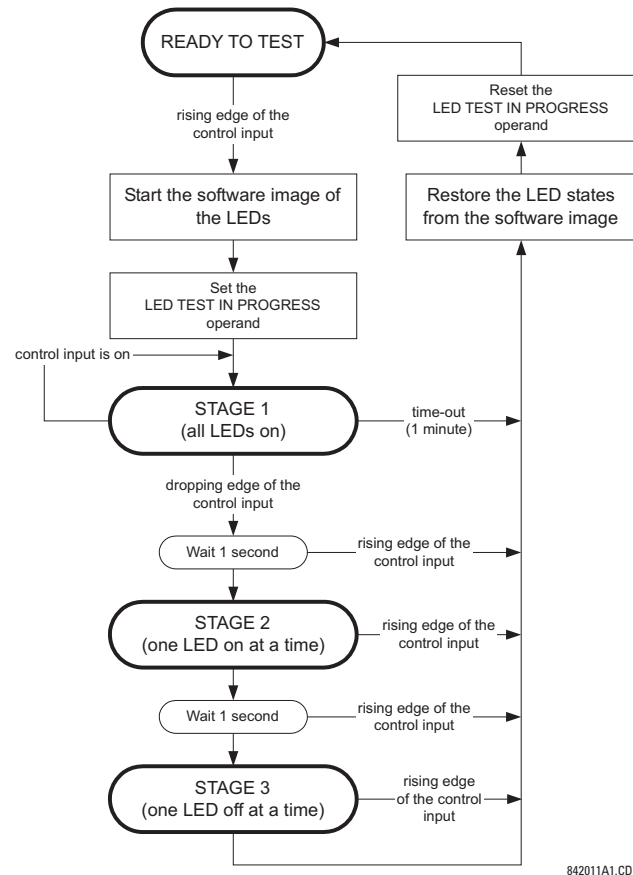 READY TO TEST
rising edge of the
control input
Start the software image of
the LEDs
Set the
LED TEST IN PROGRESS
operand
control input is on
STAGE 1
(all LEDs on)
time-out
(1 minute)
dropping edge of the
control input
Wait 1 second
rising edge of the
control input
STAGE 2
(one LED on at a time)
rising edge of the
control input
Wait 1 second
rising edge of the
control input
STAGE 3
(one LED off at a time)
rising edge
of the control
input
Reset the
LED TEST IN PROGRESS
operand
Restore the LED states
from the software image
842011A1.CD